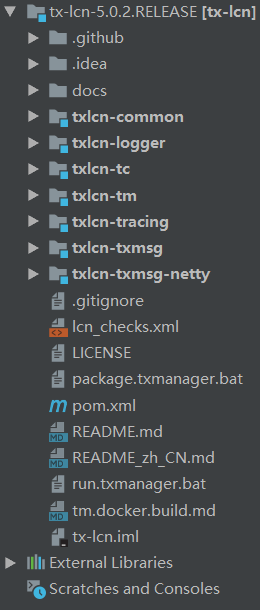 tx-lcn-5.0.2.RELEASE [tx-lcn]
.github
.idea
docs
txlcn-common
txlcn-logger
txlcn-tc
txlcn-tm
txlcn-tracing
txlcn-txmsg
txlcn-txmsg-netty
.gitignore
lcn_checks.xml
LICENSE
package.txmanager.bat
pom.xml
README.md
README_zh_CN.md
run.txmanager.bat
tm.docker.build.md
tx-lcn.iml
External Libraries
Scratches and Consoles